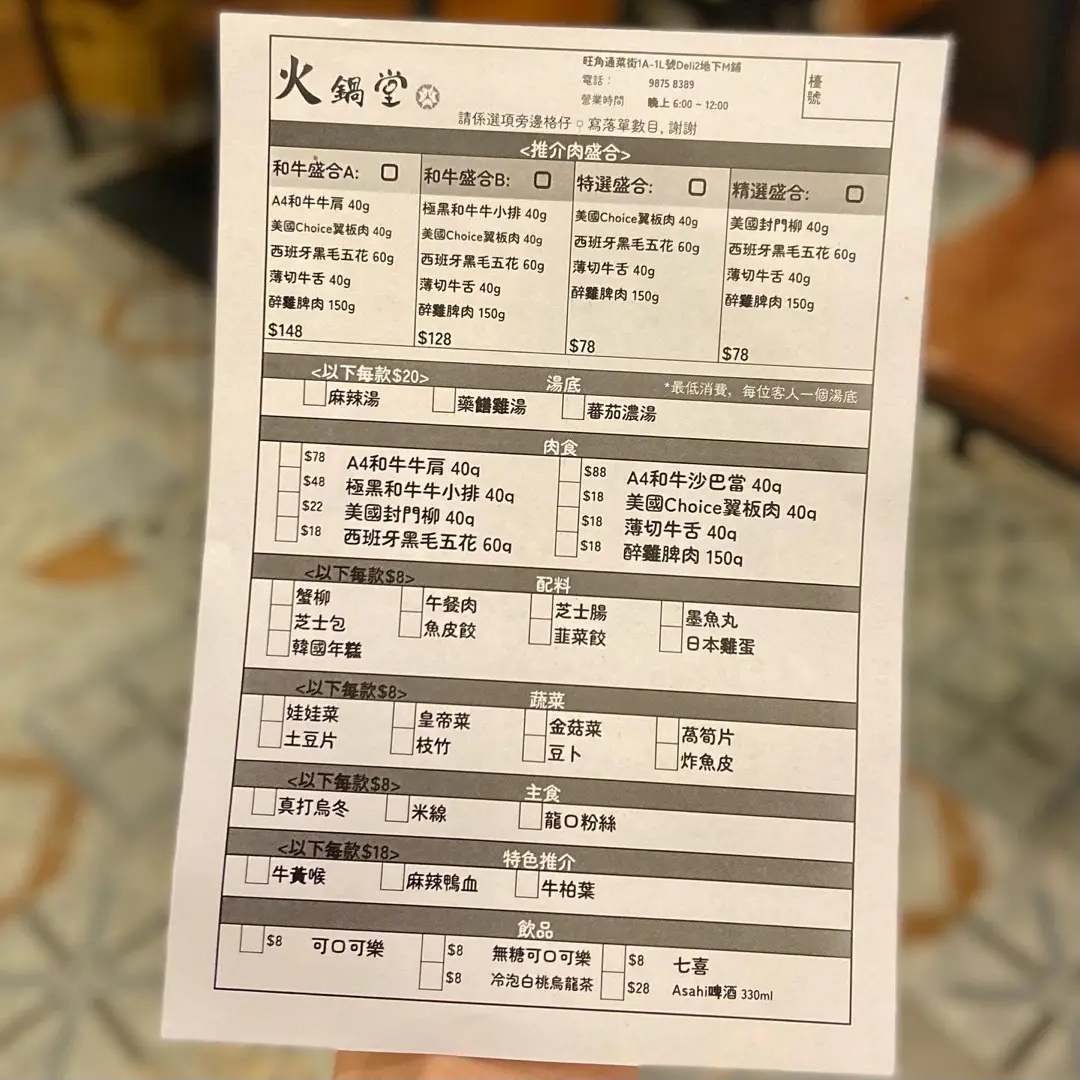 火鍋堂
旺角通菜街1A-1L號Deli2地下M鋪
電話： 9875 8389
營業時間 晚上 6:00 ~ 12:00
檯號
請係選項旁邊格仔▢寫落單數目, 謝謝
<推介肉盛合>
和牛盛合A:
A4和牛牛肩 40g
美國Choice翼板肉 40g
西班牙黑毛五花 60g
薄切牛舌 40g
醉雞脾肉 150g
$148
和牛盛合B:
極黑和牛牛小排 40g
美國Choice翼板肉 40g
西班牙黑毛五花 60g
薄切牛舌 40g
醉雞脾肉 150g
$128
特選盛合:
美國Choice翼板肉 40g
西班牙黑毛五花 60g
薄切牛舌 40g
醉雞脾肉 150g
$78
精選盛合:
美國封門柳 40g
西班牙黑毛五花 60g
薄切牛舌 40g
醉雞脾肉 150g
$78
<以下每款$20> 湯底 *最低消費，每位客人一個湯底
麻辣湯 藥膳雞湯 蕃茄濃湯
肉食
$78 A4和牛牛肩 40g $88 A4和牛沙巴當 40g
$48 極黑和牛牛小排 40g $18 美國Choice翼板肉 40g
$22 美國封門柳 40g $18 薄切牛舌 40g
$18 西班牙黑毛五花 60g $18 醉雞脾肉 150g
<以下每款$8> 配料
蟹柳 午餐肉 芝士腸 墨魚丸
芝士包 魚皮餃 韮菜餃 日本雞蛋
韓國年糕
<以下每款$8> 蔬菜
娃娃菜 皇帝菜 金菇菜 萵筍片
土豆片 枝竹 豆卜 炸魚皮
<以下每款$8> 主食
真打烏冬 米線 龍口粉絲
<以下每款$18> 特色推介
牛黃喉 麻辣鴨血 牛柏葉
飲品
$8 可口可樂 $8 無糖可口可樂 $8 七喜
$8 冷泡白桃烏龍茶 $28 Asahi啤酒 330ml